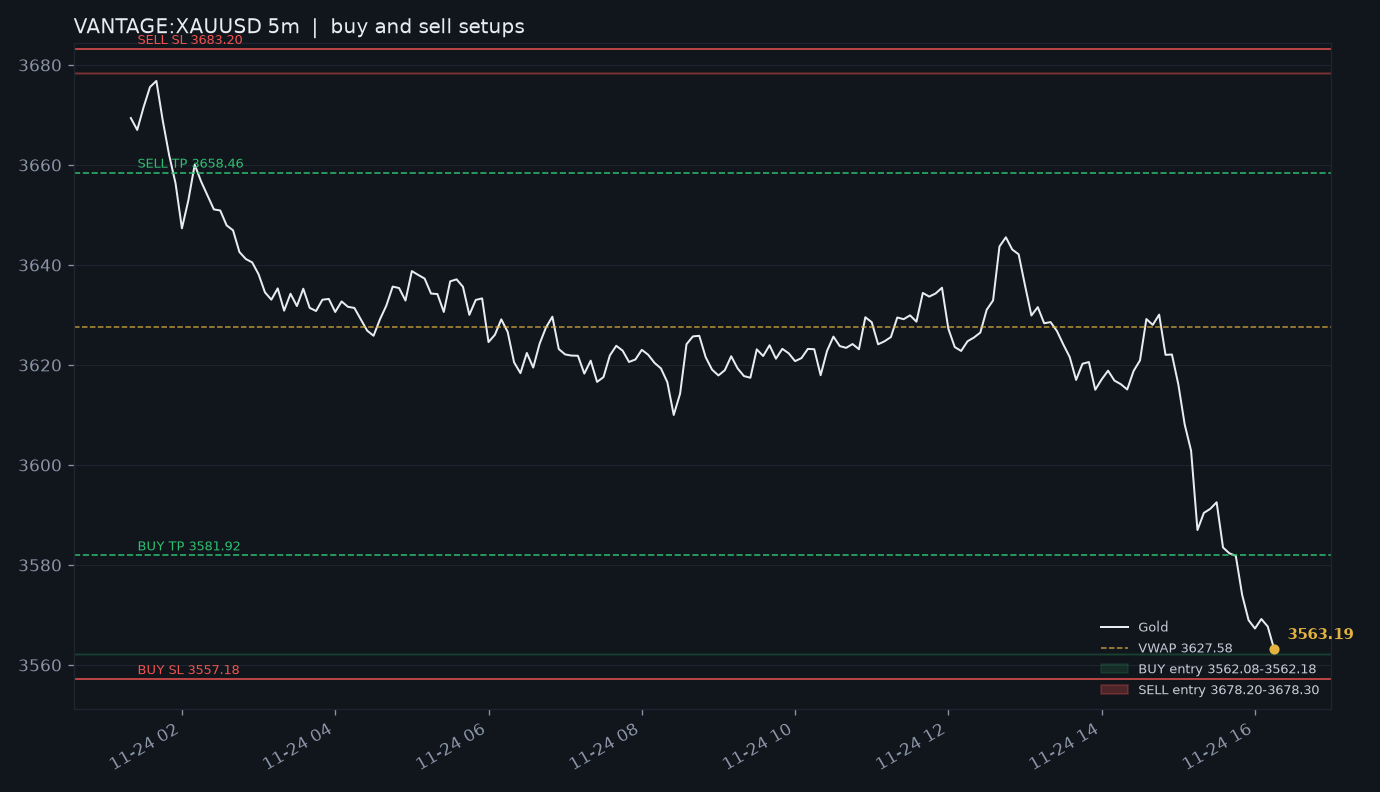 VANTAGE:XAUUSD 5m | buy and sell setups
SELL SL 3683.20
3680
SELL TP 3658.46
3660
3640
3620
3600
BUY TP 3581.92
3580
3560
BUY SL 3557.18
3563.19
Gold
VWAP 3627.58
BUY entry 3562.08-3562.18
SELL entry 3678.20-3678.30
11-24 02
11-24 04
11-24 06
11-24 08
11-24 10
11-24 12
11-24 14
11-24 16